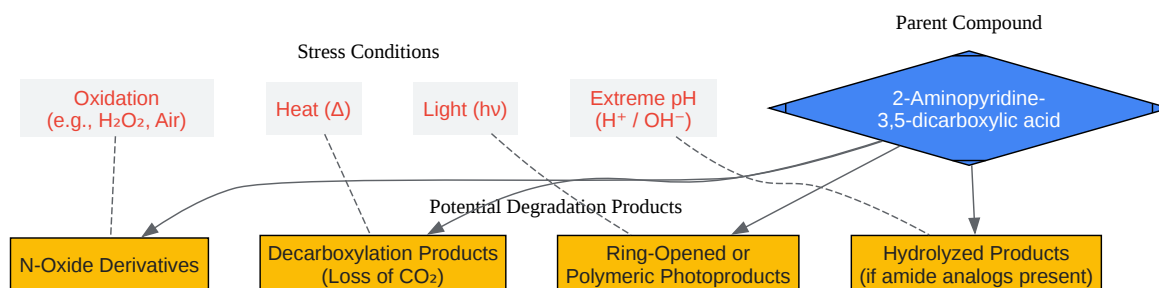 Parent Compound
Stress Conditions
Oxidation
(e.g., H₂O₂, Air)
Heat (Δ)
Light (hν)
Extreme pH
(H⁺ / OH⁻)
2-Aminopyridine-
3,5-dicarboxylic acid
Potential Degradation Products
N-Oxide Derivatives
Decarboxylation Products
(Loss of CO₂)
Ring-Opened or
Polymeric Photoproducts
Hydrolyzed Products
(if amide analogs present)